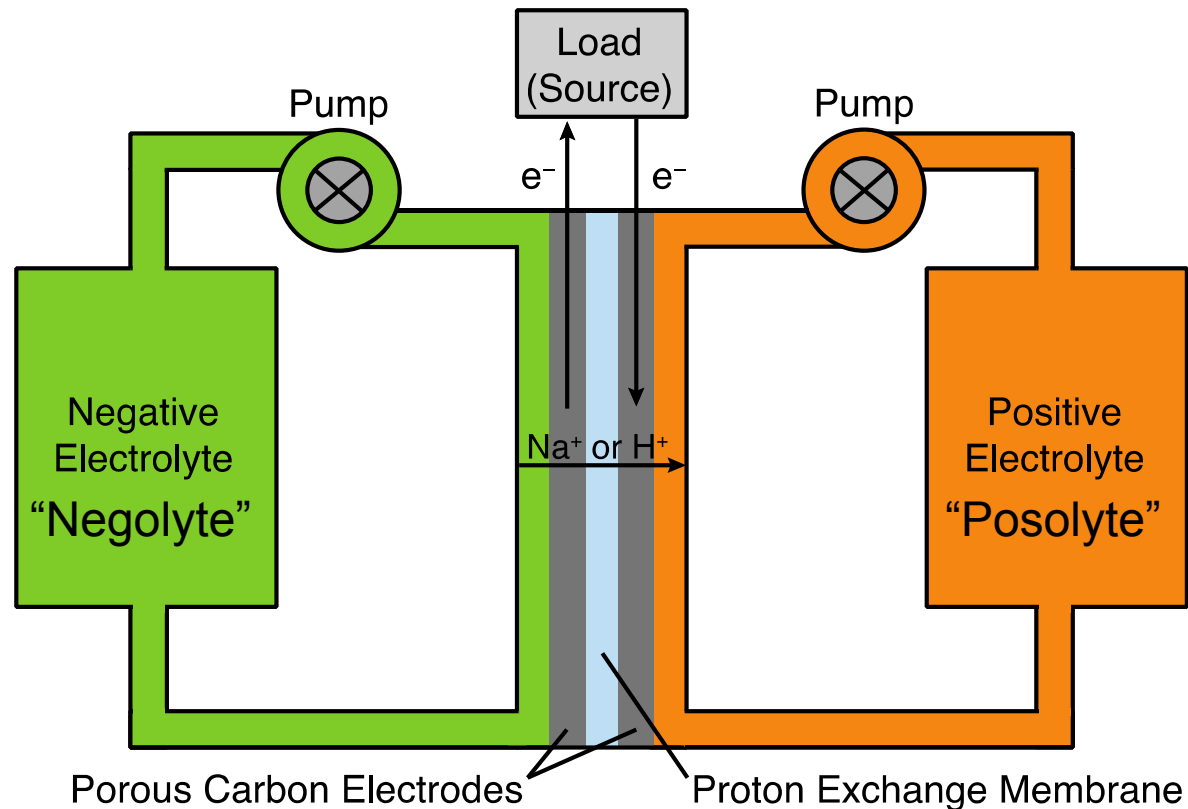 Load
(Source)
Pump
Pump
e⁻
e⁻
Negative
Electrolyte
“Negolyte”
Na⁺ or H⁺
Positive
Electrolyte
“Posolyte”
Porous Carbon Electrodes
Proton Exchange Membrane